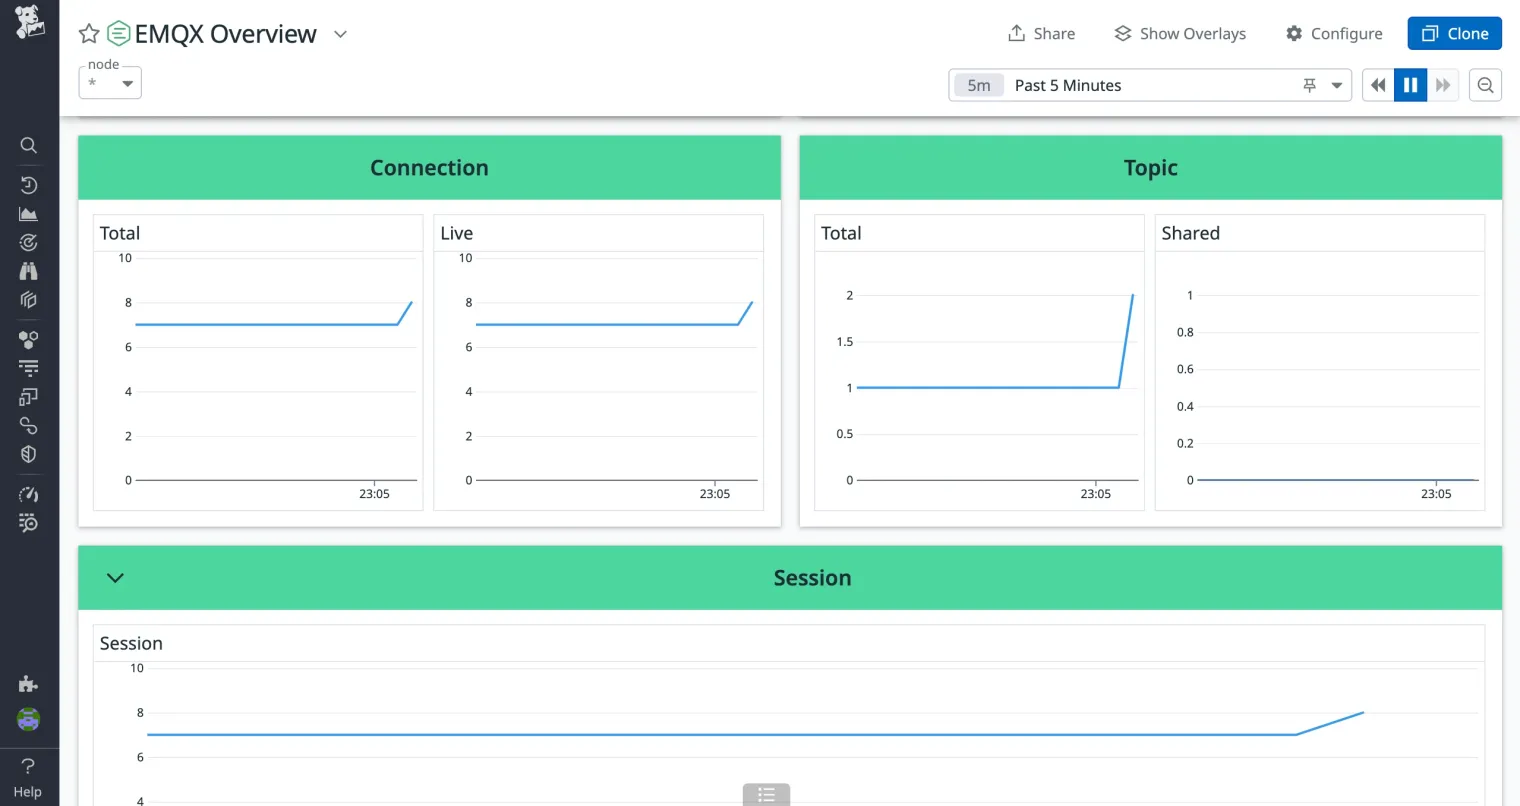 EMQX Overview
Share
Show Overlays
Configure
Clone
node
*
5m Past 5 Minutes
Connection
Total
10
8
6
4
2
0
23:05
Live
10
8
6
4
2
0
23:05
Topic
Total
2
1.5
1
0.5
0
23:05
Shared
1
0.8
0.6
0.4
0.2
0
23:05
Session
Session
10
8
6
4
?
Help